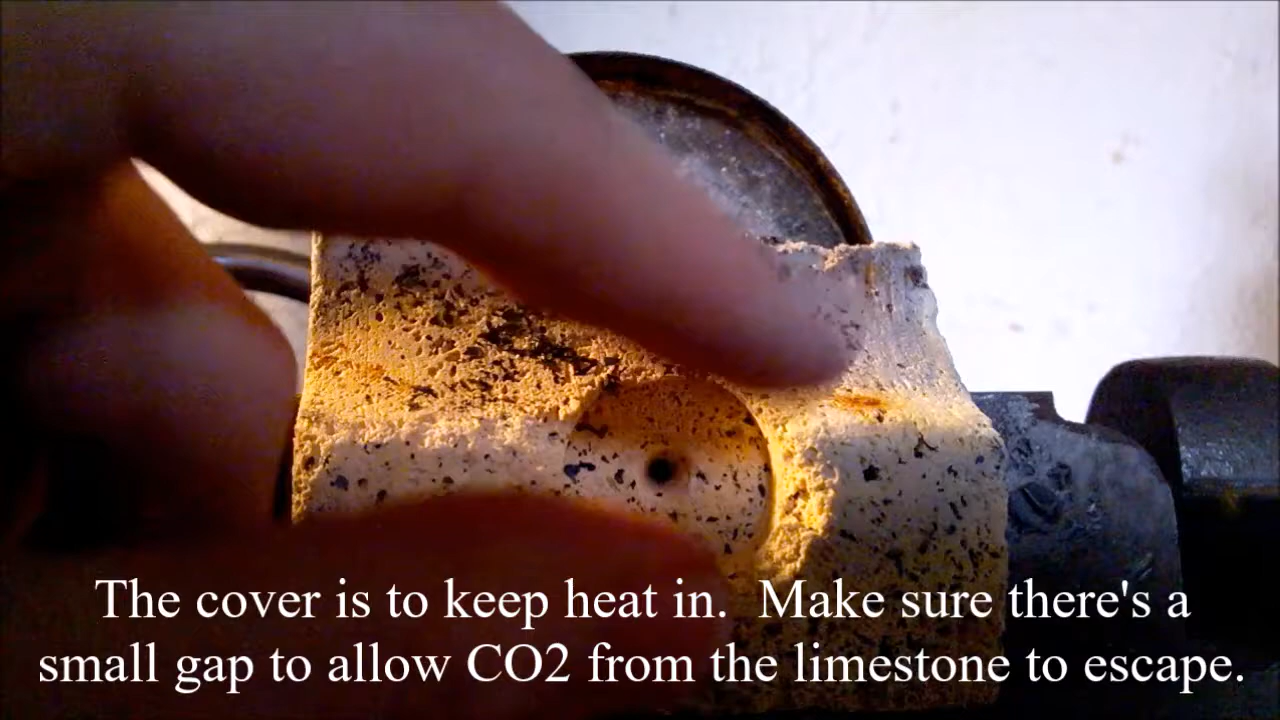 The cover is to keep heat in.  Make sure there's a
small gap to allow CO2 from the limestone to escape.